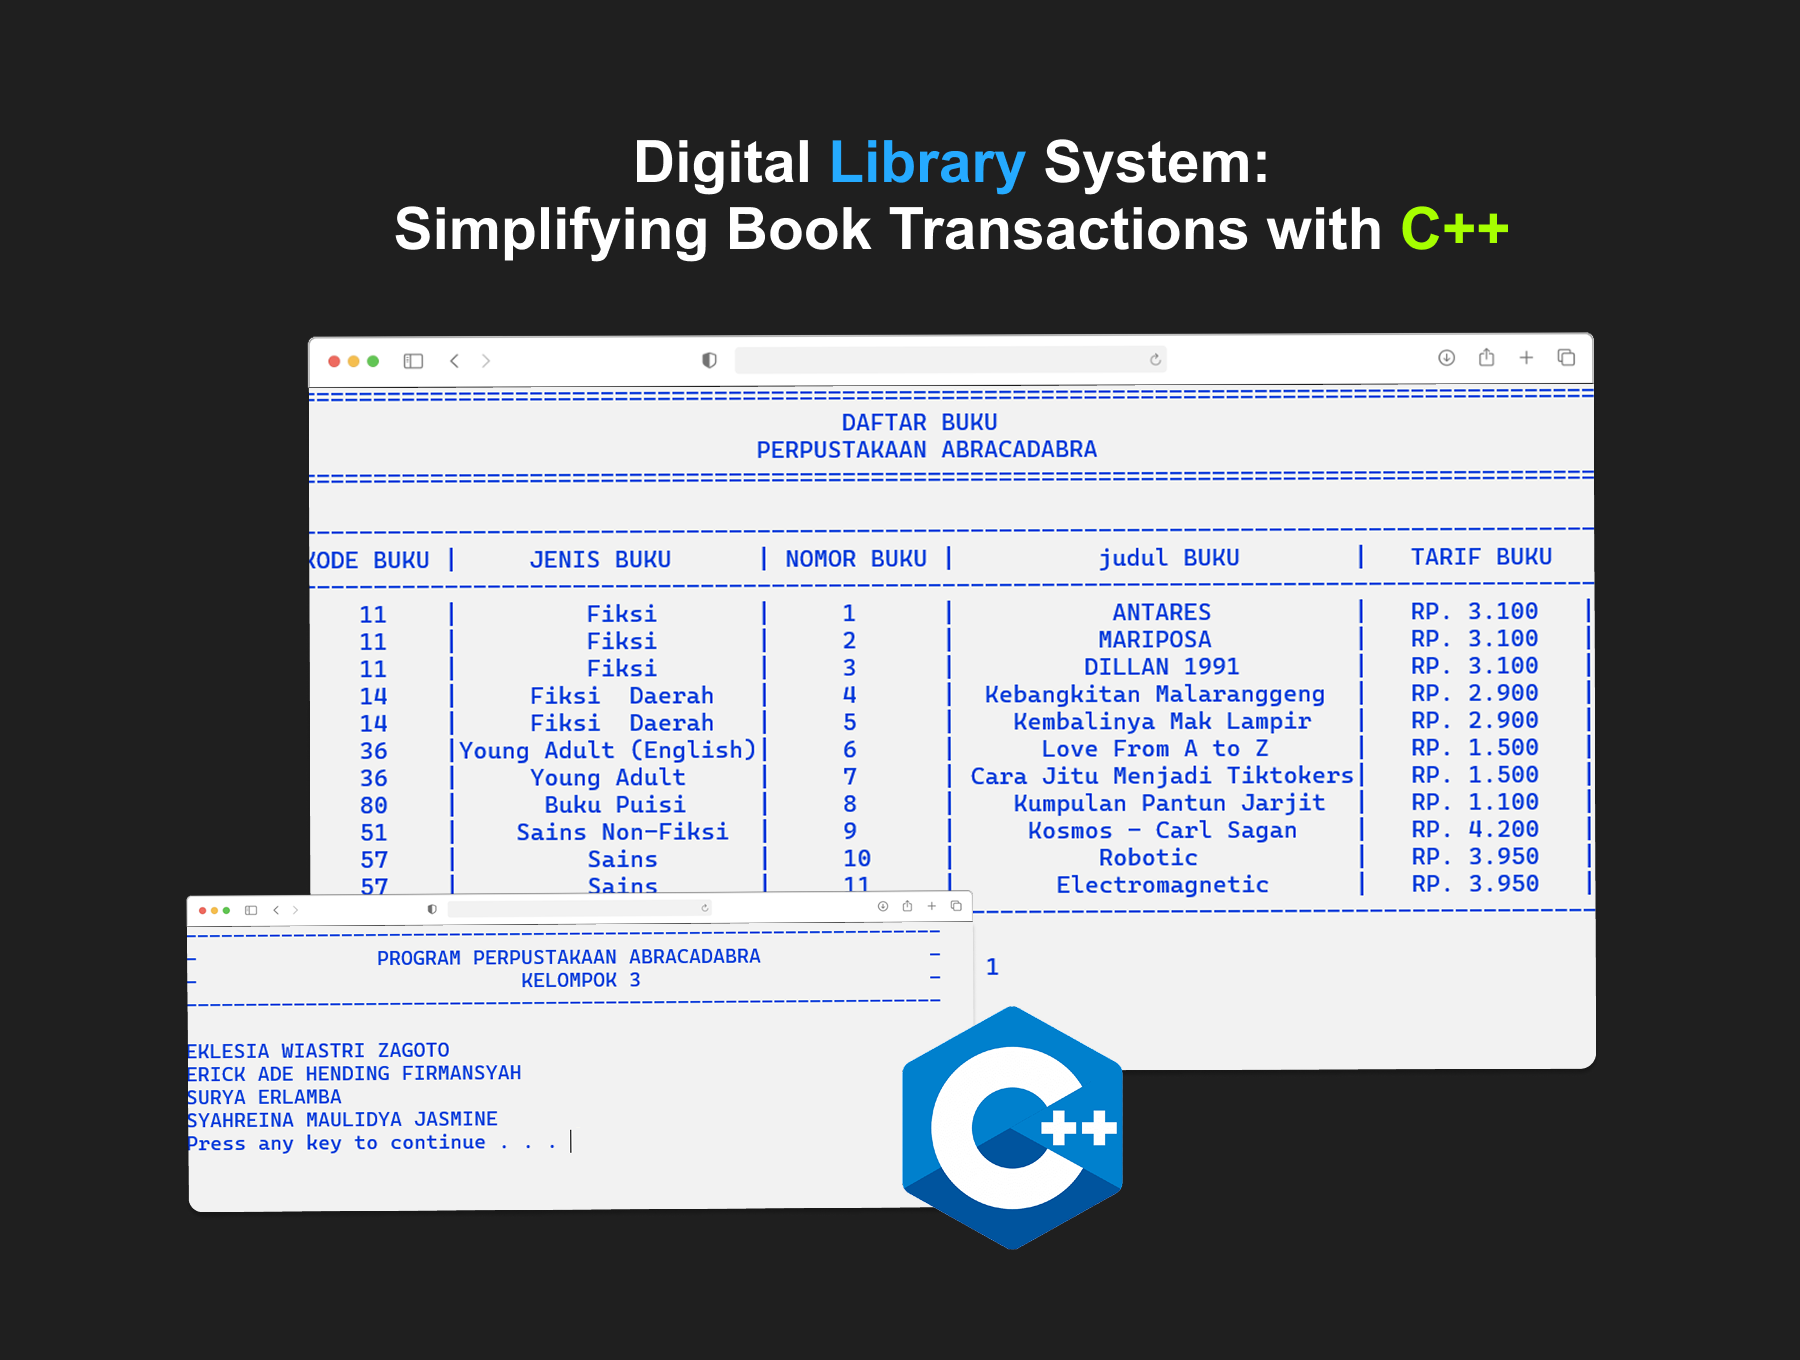 Digital Library System:
Simplifying Book Transactions with C++
DAFTAR BUKU
PERPUSTAKAAN ABRACADABRA
KODE BUKU | JENIS BUKU | NOMOR BUKU | judul BUKU | TARIF BUKU
11 | Fiksi | 1 | ANTARES | RP. 3.100 |
11 | Fiksi | 2 | MARIPOSA | RP. 3.100 |
11 | Fiksi | 3 | DILLAN 1991 | RP. 3.100 |
14 | Fiksi Daerah | 4 | Kebangkitan Malaranggeng | RP. 2.900 |
14 | Fiksi Daerah | 5 | Kembalinya Mak Lampir | RP. 2.900 |
36 |Young Adult (English)| 6 | Love From A to Z | RP. 1.500 |
36 | Young Adult | 7 | Cara Jitu Menjadi Tiktokers| RP. 1.500 |
80 | Buku Puisi | 8 | Kumpulan Pantun Jarjit | RP. 1.100 |
51 | Sains Non-Fiksi | 9 | Kosmos - Carl Sagan | RP. 4.200 |
57 | Sains | 10 | Robotic | RP. 3.950 |
57 | Sains | 11 | Electromagnetic | RP. 3.950 |
1
- PROGRAM PERPUSTAKAAN ABRACADABRA -
- KELOMPOK 3 -
EKLESIA WIASTRI ZAGOTO
ERICK ADE HENDING FIRMANSYAH
SURYA ERLAMBA
SYAHREINA MAULIDYA JASMINE
Press any key to continue . . .
C++